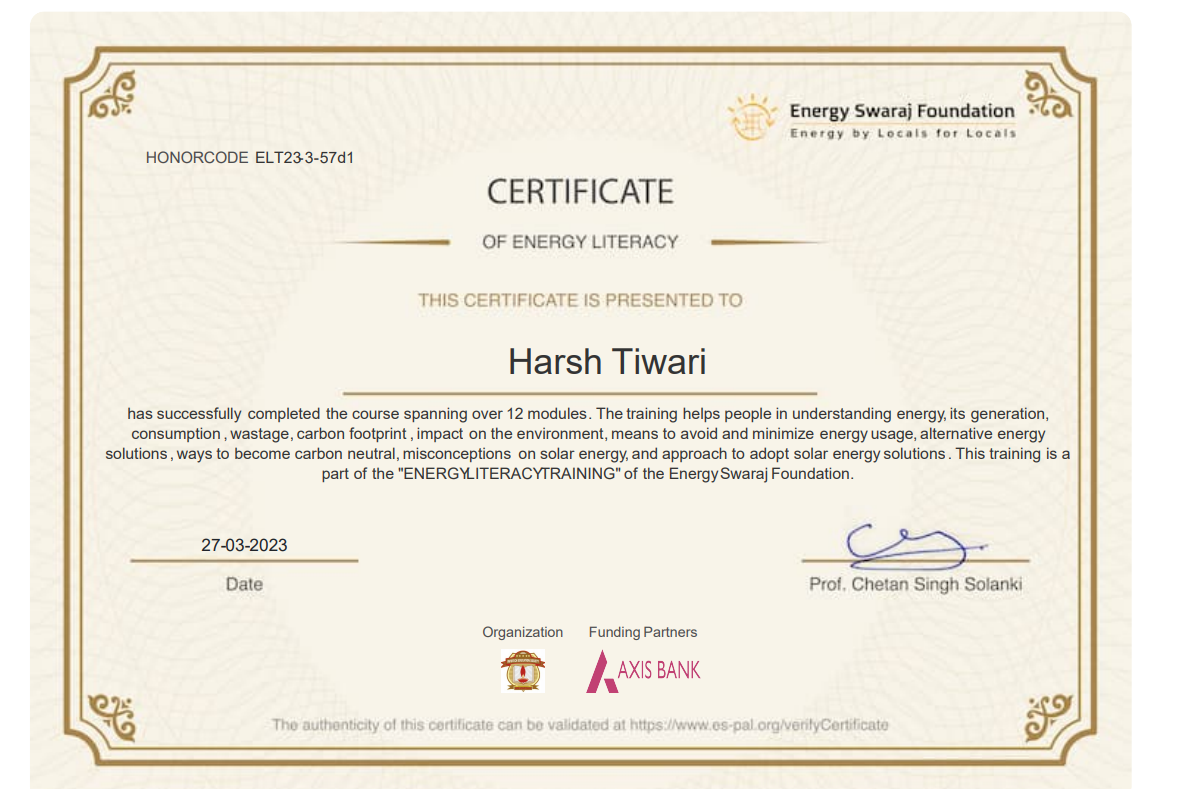 Energy Swaraj Foundation
Energy by Locals for Locals
HONORCODE ELT23-3-57d1
CERTIFICATE
OF ENERGY LITERACY
THIS CERTIFICATE IS PRESENTED TO
Harsh Tiwari
has successfully completed the course spanning over 12 modules. The training helps people in understanding energy, its generation,
consumption , wastage, carbon footprint , impact on the environment, means to avoid and minimize energy usage, alternative energy
solutions , ways to become carbon neutral, misconceptions on solar energy, and approach to adopt solar energy solutions . This training is a
part of the "ENERGYLITERACYTRAINING" of the Energy Swaraj Foundation.
27-03-2023
Date
Prof. Chetan Singh Solanki
Organization Funding Partners
AXIS BANK
The authenticity of this certificate can be validated at https://www.es-pal.org/verifyCertificate